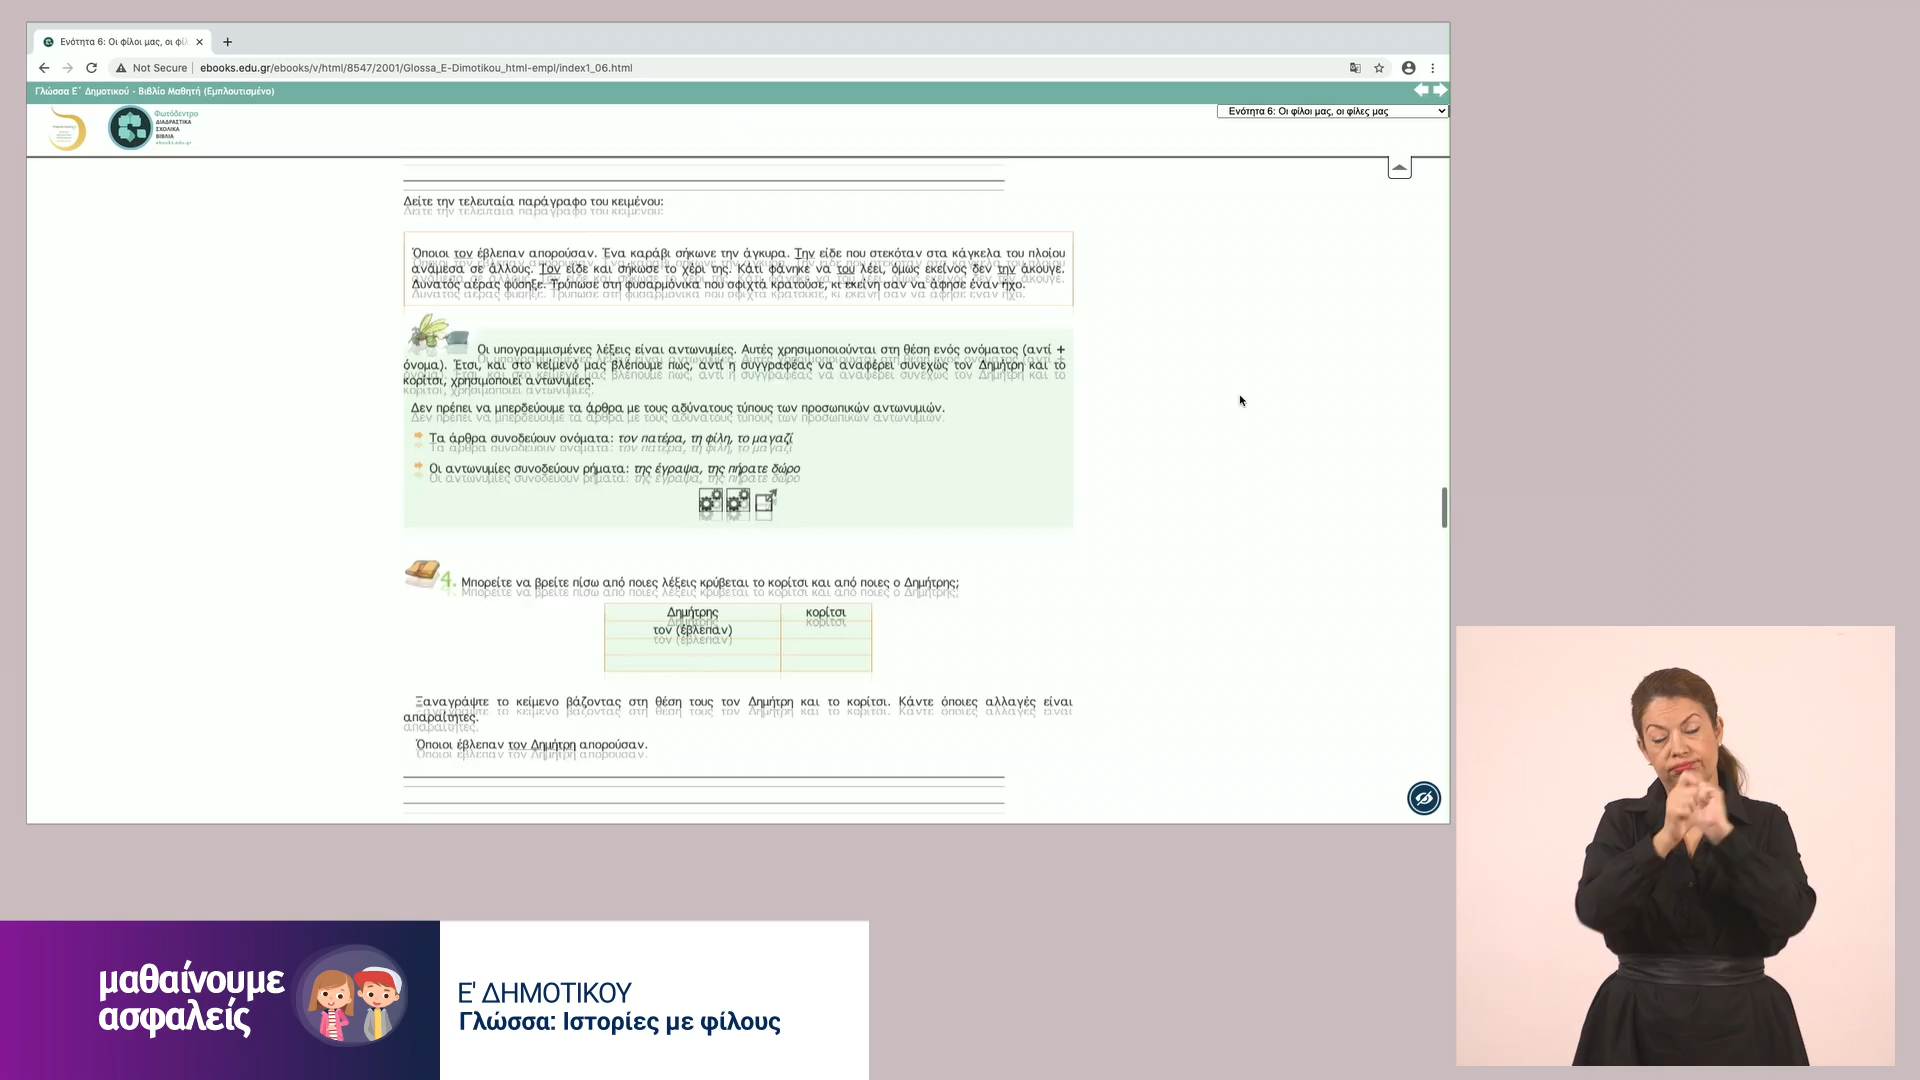 Ενότητα 6: Οι φίλοι μας, οι φίλ
Not Secure
ebooks.edu.gr/ebooks/v/html/8547/2001/Glossa_E-Dimotikou_html-empl/index1_06.html
Γλώσσα Ε΄ Δημοτικού - Βιβλίο Μαθητή (Εμπλουτισμένο)
Φωτόδεντρο
ΔΙΑΔΡΑΣΤΙΚΑ
ΣΧΟΛΙΚΑ
ΒΙΒΛΙΑ
ebooks.edu.gr
Ενότητα 6: Οι φίλοι μας, οι φίλες μας
Δείτε την τελευταία παράγραφο του κειμένου:
Όποιοι τον έβλεπαν απορούσαν. Ένα καράβι σήκωνε την άγκυρα. Την είδε που στεκόταν στα κάγκελα του πλοίου
ανάμεσα σε άλλους. Τον είδε και σήκωσε το χέρι της. Κάτι φάνηκε να του λέει, όμως εκείνος δεν την άκουγε.
Δυνατός αέρας φύσηξε. Τρύπωσε στη φυσαρμόνικα που σφιχτά κρατούσε, κι εκείνη σαν να άφησε έναν ήχο.
Οι υπογραμμισμένες λέξεις είναι αντωνυμίες. Αυτές χρησιμοποιούνται στη θέση ενός ονόματος (αντί +
όνομα). Έτσι, και στο κείμενό μας βλέπουμε πως, αντί η συγγραφέας να αναφέρει συνεχώς τον Δημήτρη και το
κορίτσι, χρησιμοποιεί αντωνυμίες.
Δεν πρέπει να μπερδεύουμε τα άρθρα με τους αδύνατους τύπους των προσωπικών αντωνυμιών.
Τα άρθρα συνοδεύουν ονόματα: τον πατέρα, τη φίλη, το μαγαζί
Οι αντωνυμίες συνοδεύουν ρήματα: της έγραψα, της πήρατε δώρο
4. Μπορείτε να βρείτε πίσω από ποιες λέξεις κρύβεται το κορίτσι και από ποιες ο Δημήτρης;
Δημήτρης κορίτσι
τον (έβλεπαν)
Ξαναγράψτε το κείμενο βάζοντας στη θέση τους τον Δημήτρη και το κορίτσι. Κάντε όποιες αλλαγές είναι
απαραίτητες.
Όποιοι έβλεπαν τον Δημήτρη απορούσαν.
μαθαίνουμε
ασφαλείς
Ε' ΔΗΜΟΤΙΚΟΥ
Γλώσσα: Ιστορίες με φίλους